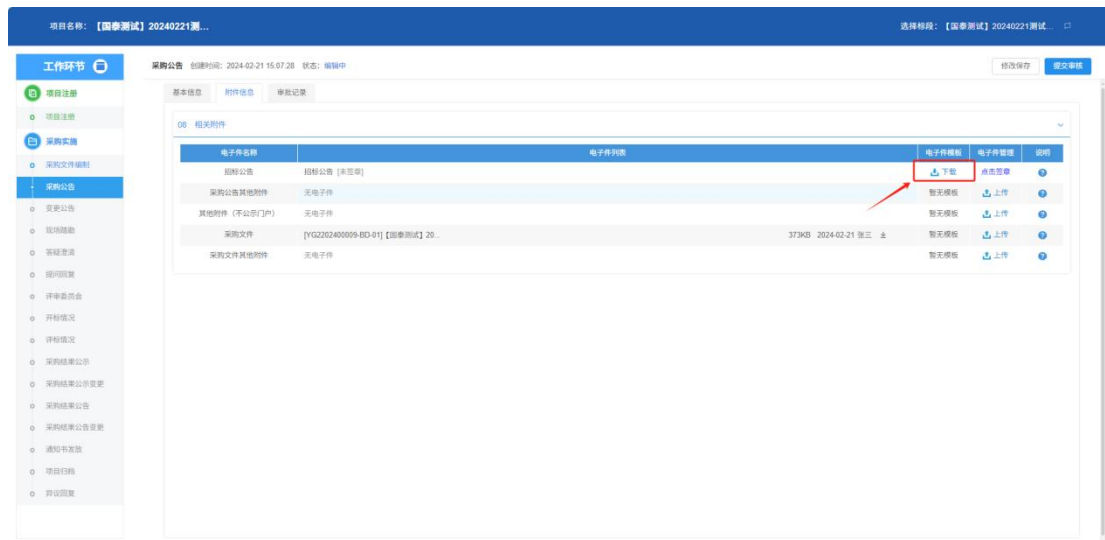 项目名称：【国泰测试】20240221测...
选择标段：【国泰测试】20240221测试...
工作环节
项目注册
项目注册
采购实施
采购文件编制
采购公告
变更公告
现场踏勘
答疑澄清
提问回复
评审委员会
开标情况
评标情况
采购结果公示
采购结果公示变更
采购结果公告
采购结果公告变更
通知书发放
项目归档
异议回复
采购公告 创建时间：2024-02-21 15:07:28 状态：编辑中
修改保存 提交审核
基本信息 附件信息 审批记录
08 相关附件
电子件名称 电子件列表 电子件模板 电子件管理 说明
招标公告 招标公告 [未签章] 下载 点击签章
采购公告其他附件 无电子件 暂无模板 上传
其他附件（不公示门户） 无电子件 暂无模板 上传
采购文件 [YG2202400009-BD-01]【国泰测试】20... 373KB 2024-02-21 张三 暂无模板 上传
采购文件其他附件 无电子件 暂无模板 上传